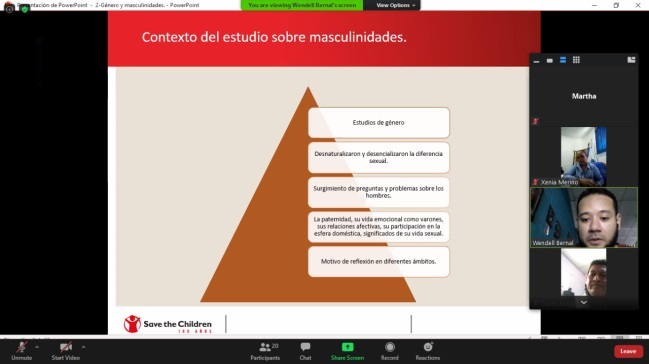 Presentación de PowerPoint - 2-Género y masculinidades. - PowerPoint
You are viewing Wendell Bernal's screen
View Options
Contexto del estudio sobre masculinidades.
Estudios de género
Desnaturalizaron y desencializaron la diferencia
sexual.
Surgimiento de preguntas y problemas sobre los
hombres.
La paternidad, su vida emocional como varones,
sus relaciones afectivas, su participación en la
esfera doméstica, significados de su vida sexual.
Motivo de reflexión en diferentes ámbitos.
Save the Children
100 AÑOS
Martha
Xenia Merino
Wendell Bernal
Unmute
Start Video
Participants
20
Chat
Share Screen
Record
Reactions
Leave